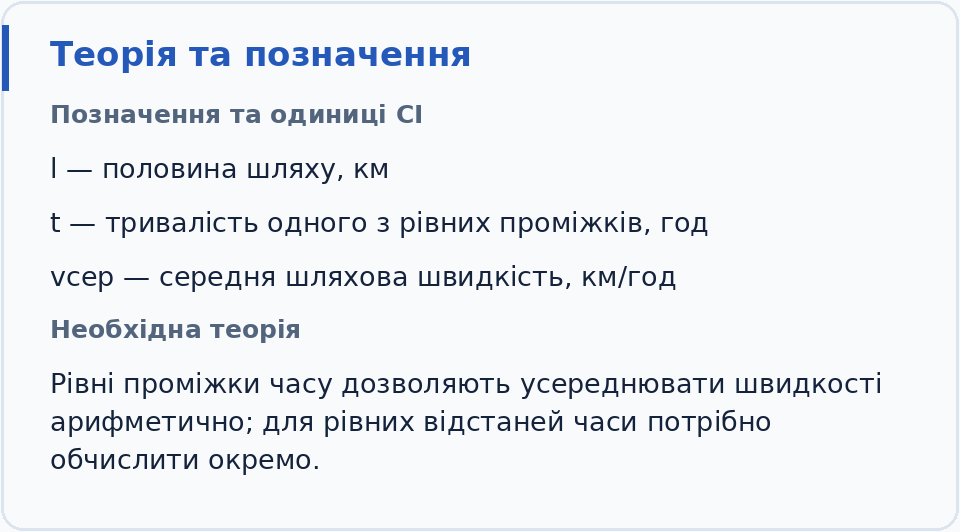 Теорія та позначення
Позначення та одиниці СІ
l — половина шляху, км
t — тривалість одного з рівних проміжків, год
vсер — середня шляхова швидкість, км/год
Необхідна теорія
Рівні проміжки часу дозволяють усереднювати швидкості
арифметично; для рівних відстаней часи потрібно
обчислити окремо.